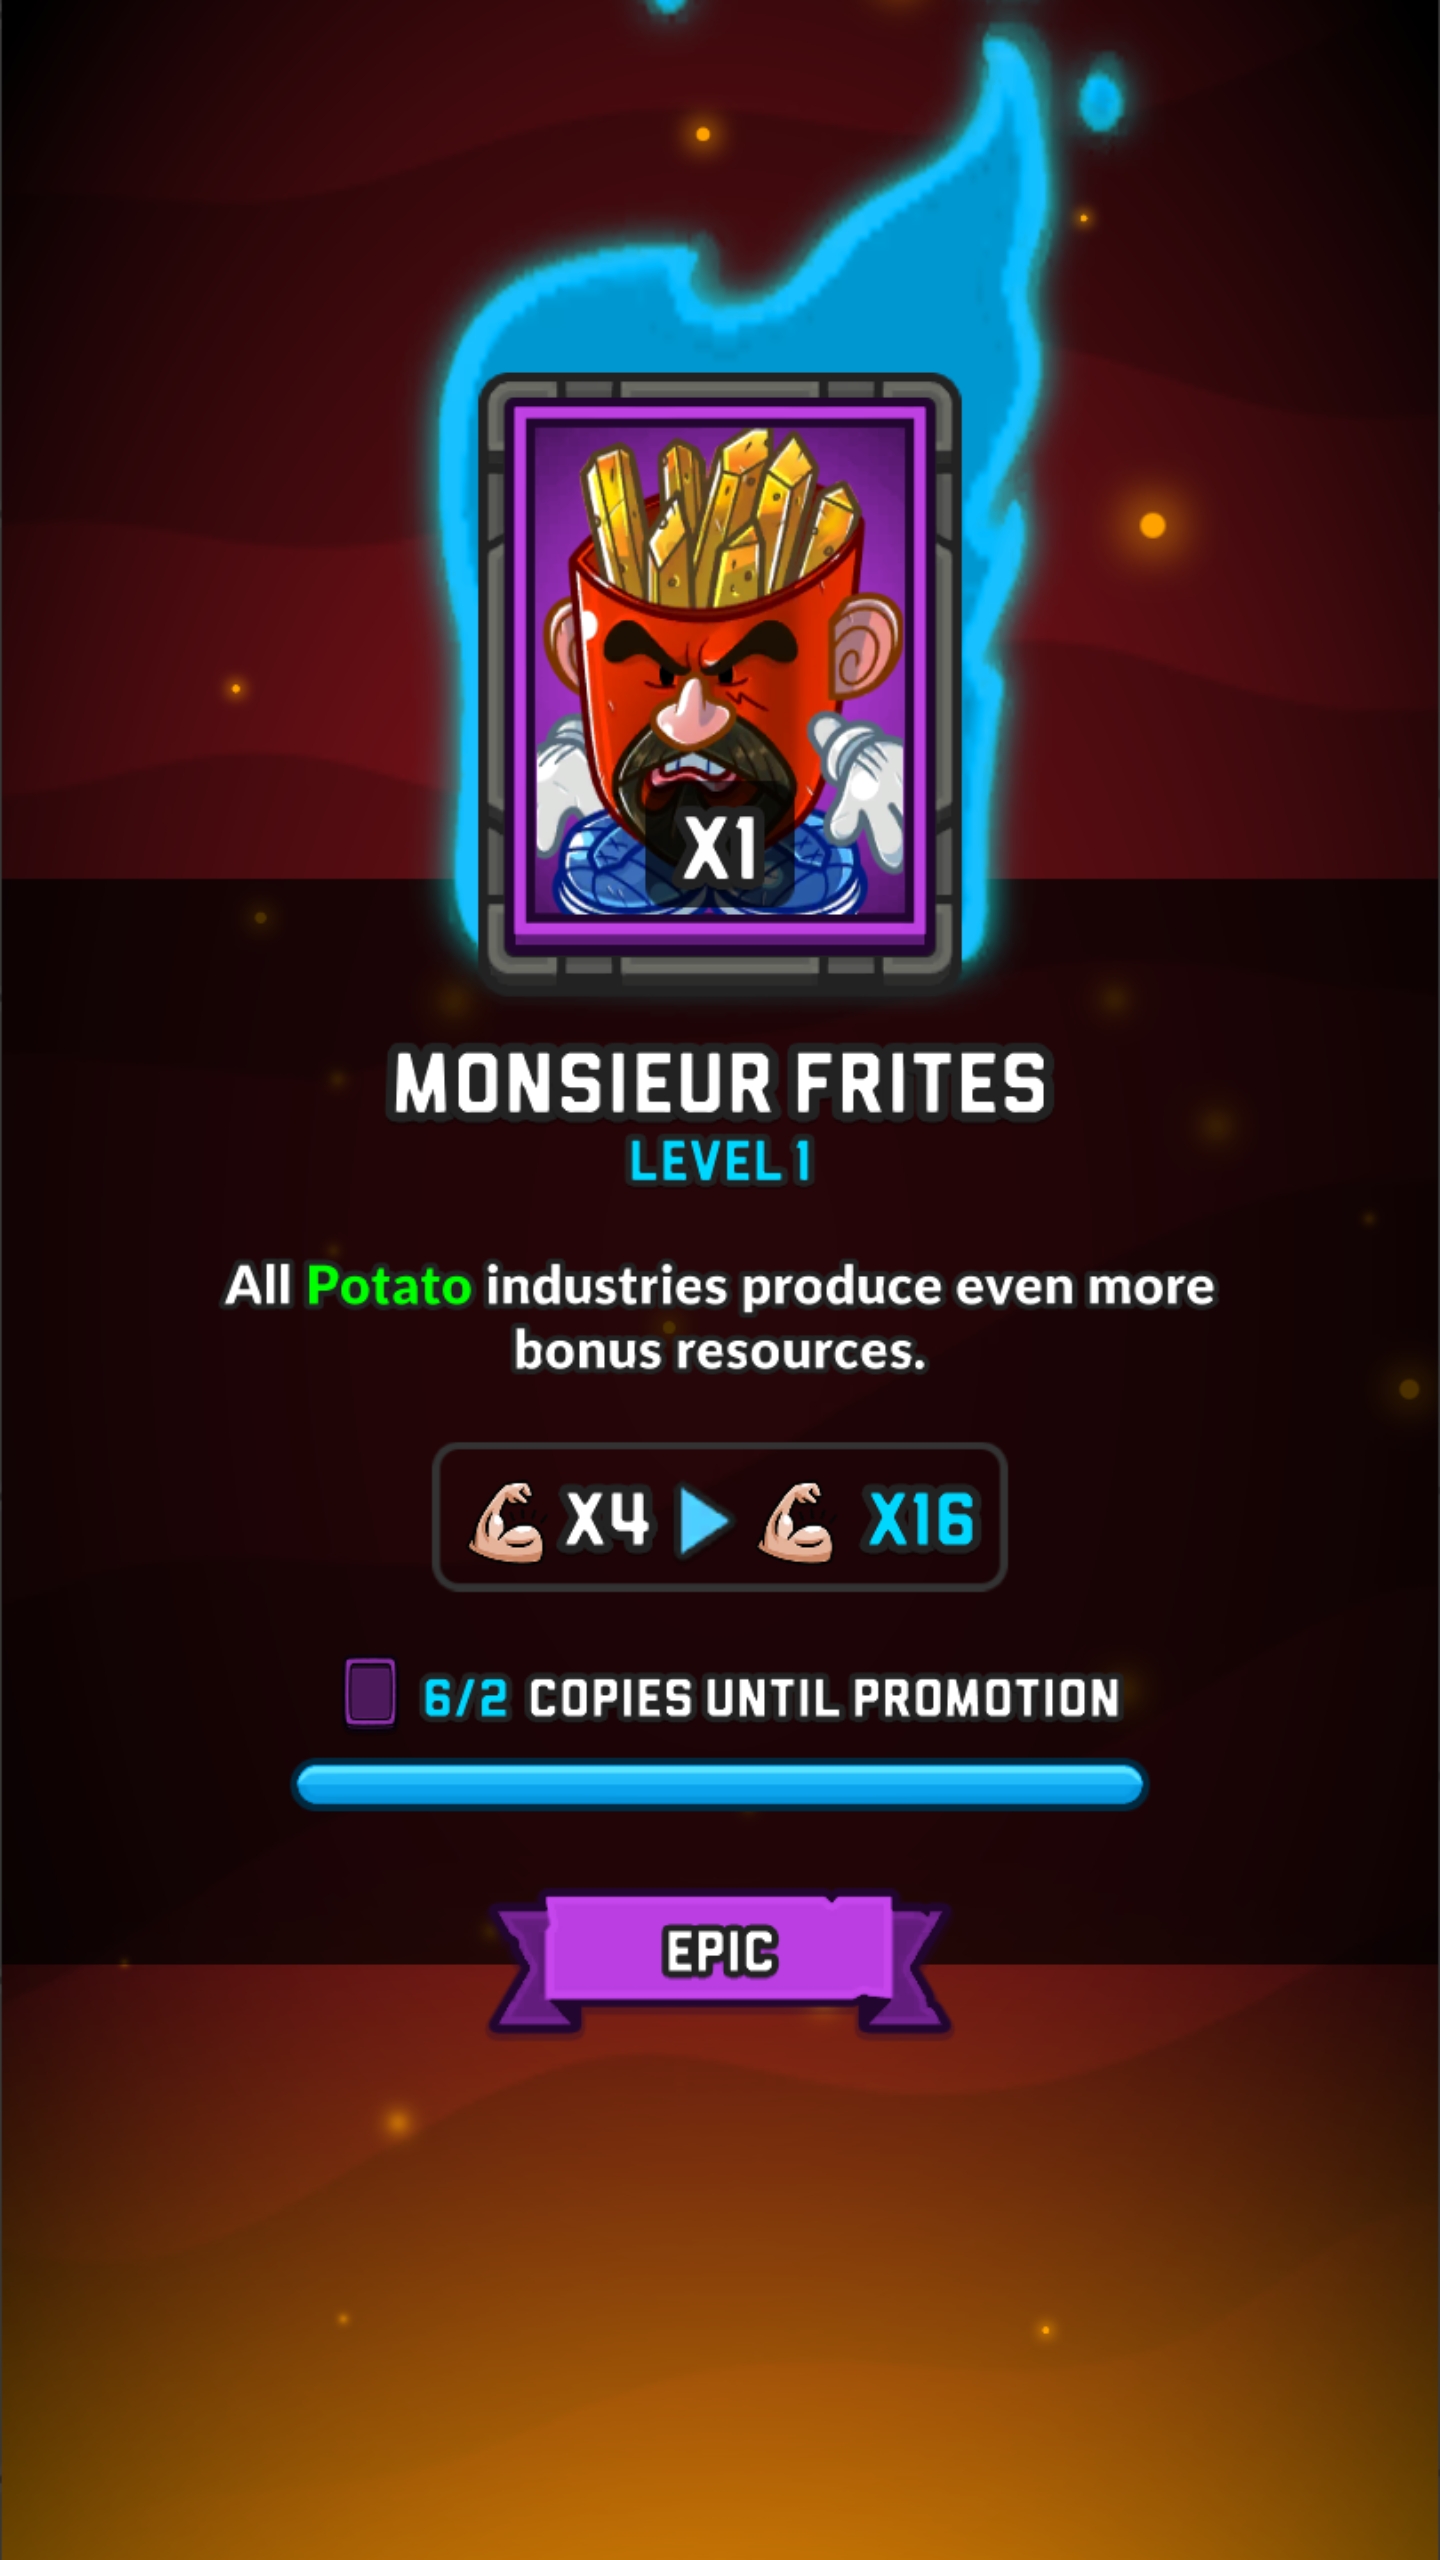 X1
MONSIEUR FRITES
LEVEL 1
All Potato industries produce even more
bonus resources.
X4 X16
6/2 COPIES UNTIL PROMOTION
EPIC